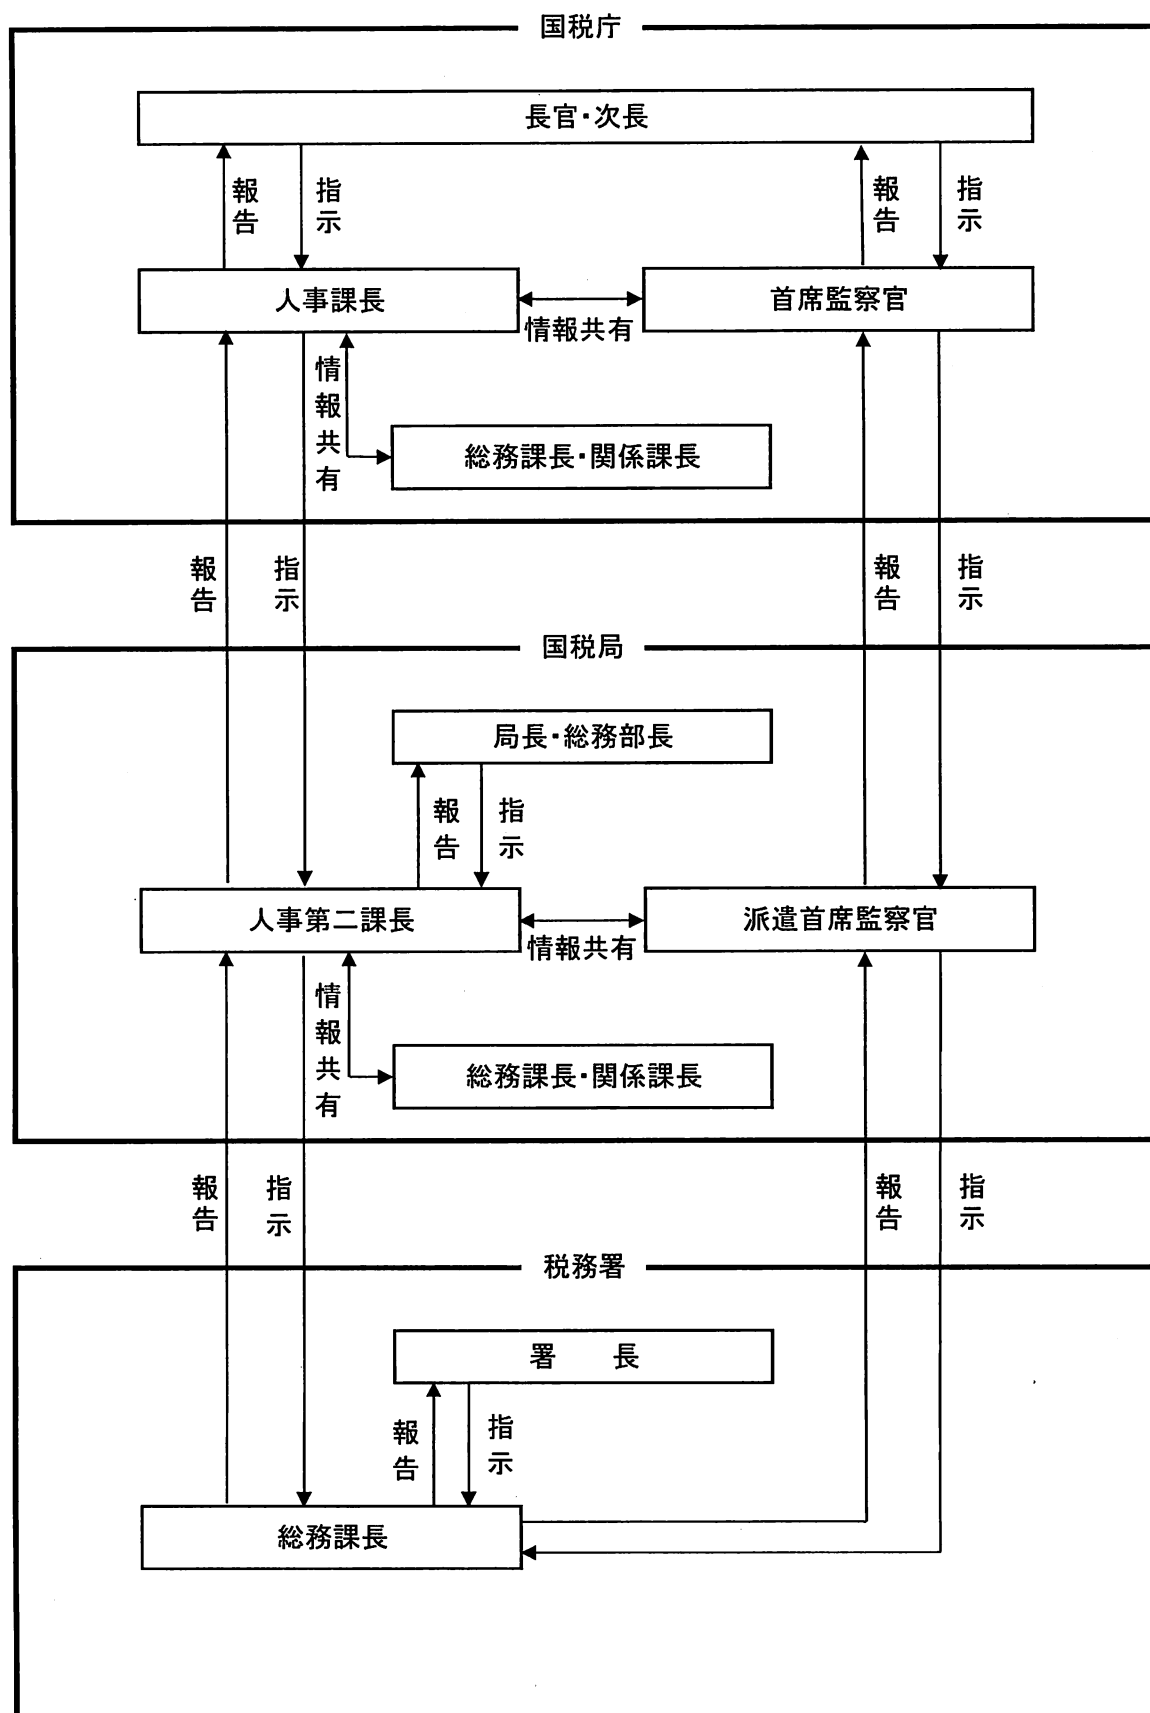 国税庁
長官・次長
報告
指示
報告
指示
人事課長
首席監察官
情報共有
情報共有
総務課長・関係課長
報告
指示
報告
指示
国税局
局長・総務部長
報告
指示
人事第二課長
派遣首席監察官
情報共有
情報共有
総務課長・関係課長
報告
指示
報告
指示
税務署
署　長
報告
指示
総務課長